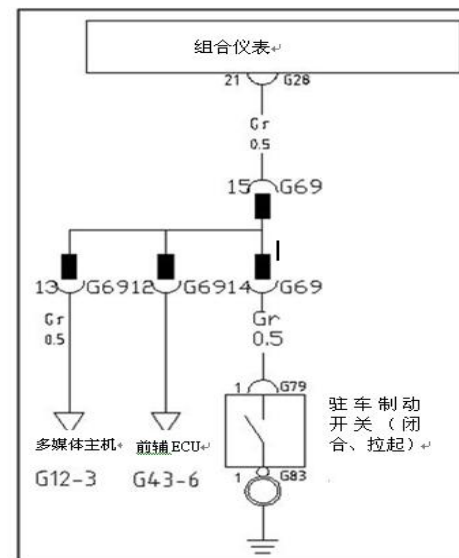 组合仪表
21 G28
Gr
0.5
15 G69
13 G69 12 G69 14 G69
Gr
0.5
Gr
0.5
1 G79
驻车制动
开关（闭
合、拉起）
多媒体主机 前辅ECU
G12-3 G43-6
1 G83